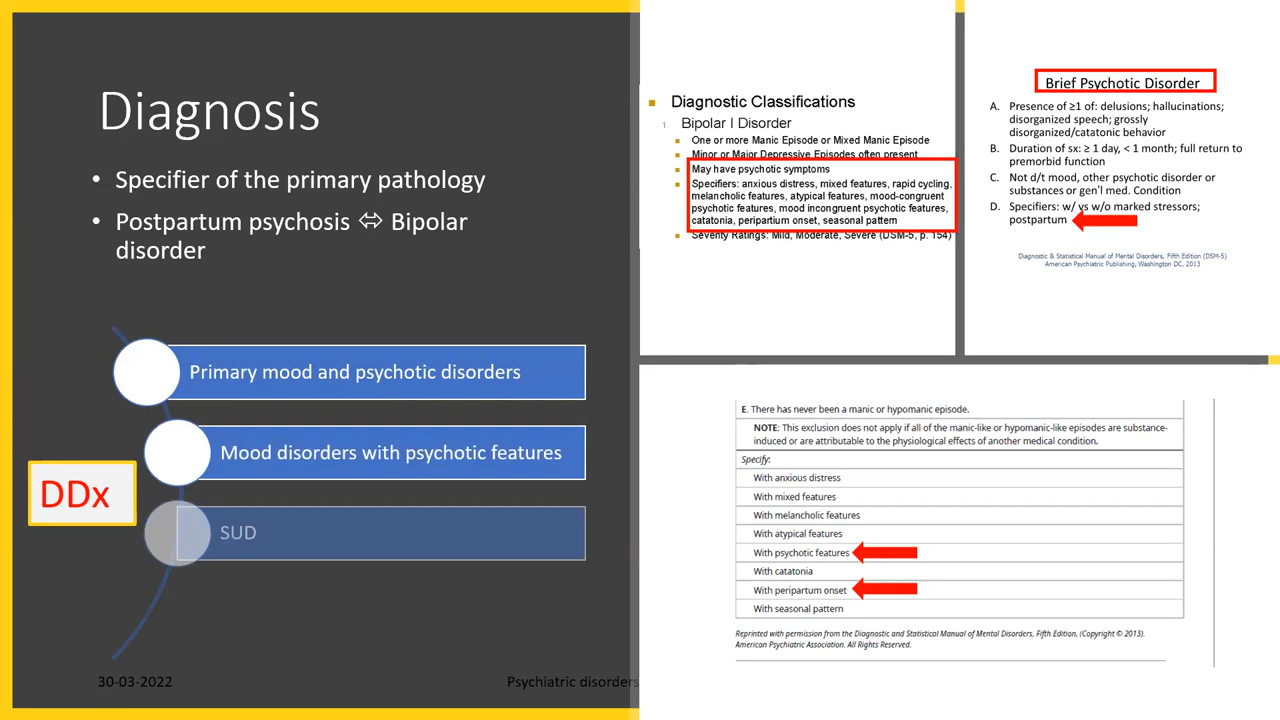 Diagnosis
• Specifier of the primary pathology
• Postpartum psychosis ⇔ Bipolar
disorder
Primary mood and psychotic disorders
Mood disorders with psychotic features
DDx
SUD
30-03-2022
Psychiatric disorders
Diagnostic Classifications
1. Bipolar I Disorder
One or more Manic Episode or Mixed Manic Episode
Minor or Major Depressive Episodes often present
May have psychotic symptoms
Specifiers: anxious distress, mixed features, rapid cycling,
melancholic features, atypical features, mood-congruent
psychotic features, mood incongruent psychotic features,
catatonia, peripartum onset, seasonal pattern
Severity Ratings: Mild, Moderate, Severe (DSM-5, p. 154)
Brief Psychotic Disorder
A. Presence of ≥1 of: delusions; hallucinations;
disorganized speech; grossly
disorganized/catatonic behavior
B. Duration of sx: ≥ 1 day, < 1 month; full return to
premorbid function
C. Not d/t mood, other psychotic disorder or
substances or gen'l med. Condition
D. Specifiers: w/ vs w/o marked stressors;
postpartum
Diagnostic & Statistical Manual of Mental Disorders, Fifth Edition (DSM-5)
American Psychiatric Publishing, Washington DC, 2013
E. There has never been a manic or hypomanic episode.
NOTE: This exclusion does not apply if all of the manic-like or hypomanic-like episodes are substance-
induced or are attributable to the physiological effects of another medical condition.
Specify:
With anxious distress
With mixed features
With melancholic features
With atypical features
With psychotic features
With catatonia
With peripartum onset
With seasonal pattern
Reprinted with permission from the Diagnostic and Statistical Manual of Mental Disorders, Fifth Edition, (Copyright © 2013).
American Psychiatric Association. All Rights Reserved.